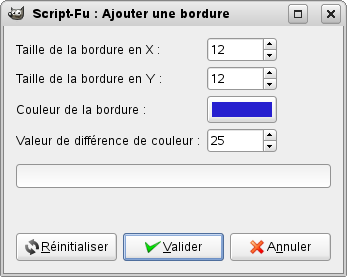 Script-Fu : Ajouter une bordure
Taille de la bordure en X : 12
Taille de la bordure en Y : 12
Couleur de la bordure :
Valeur de différence de couleur : 25
Réinitialiser Valider Annuler